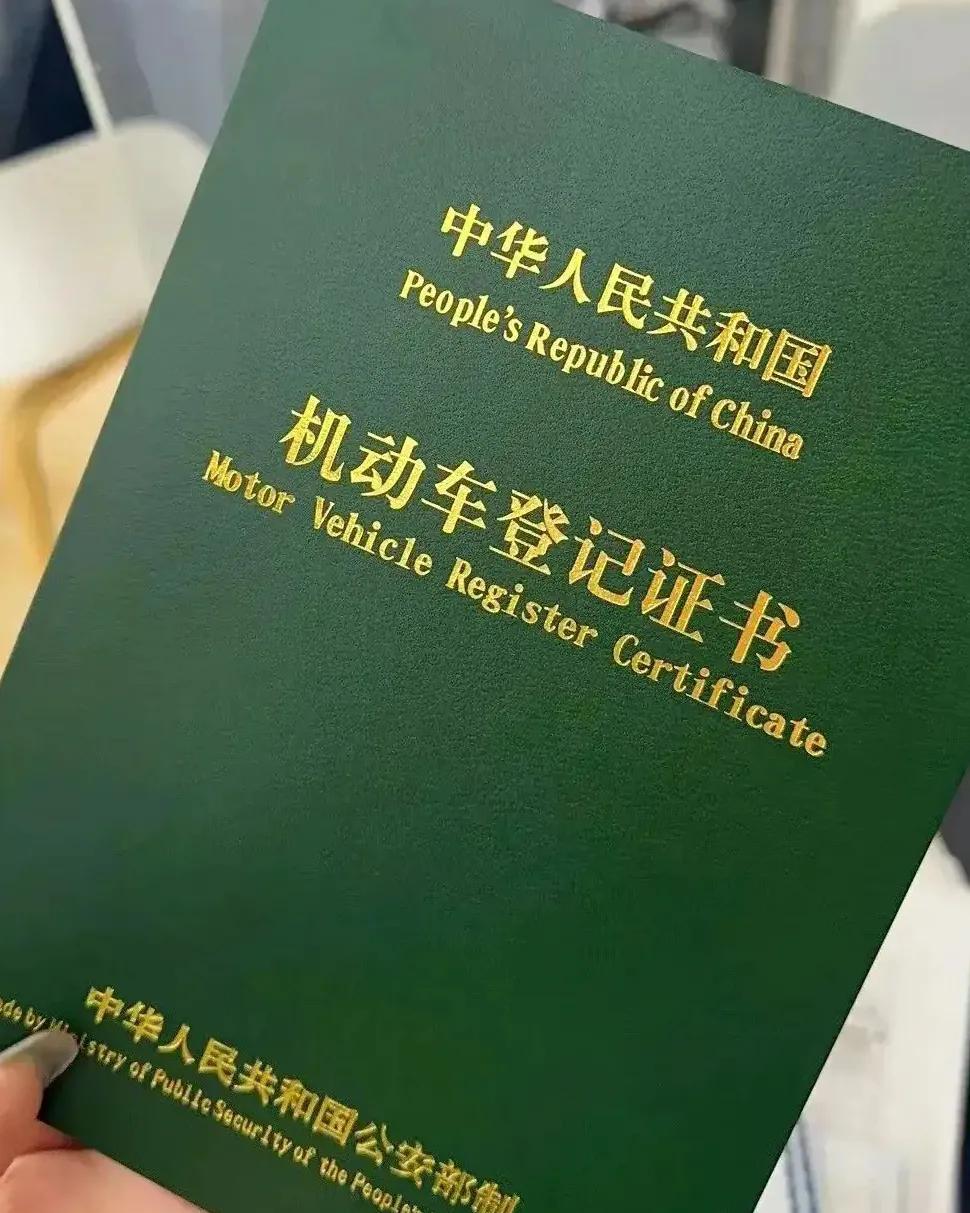 中华人民共和国
People's Republic of China
机动车登记证书
Motor Vehicle Register Certificate
中华人民共和国公安部制
by Ministry of Public Security of the People's